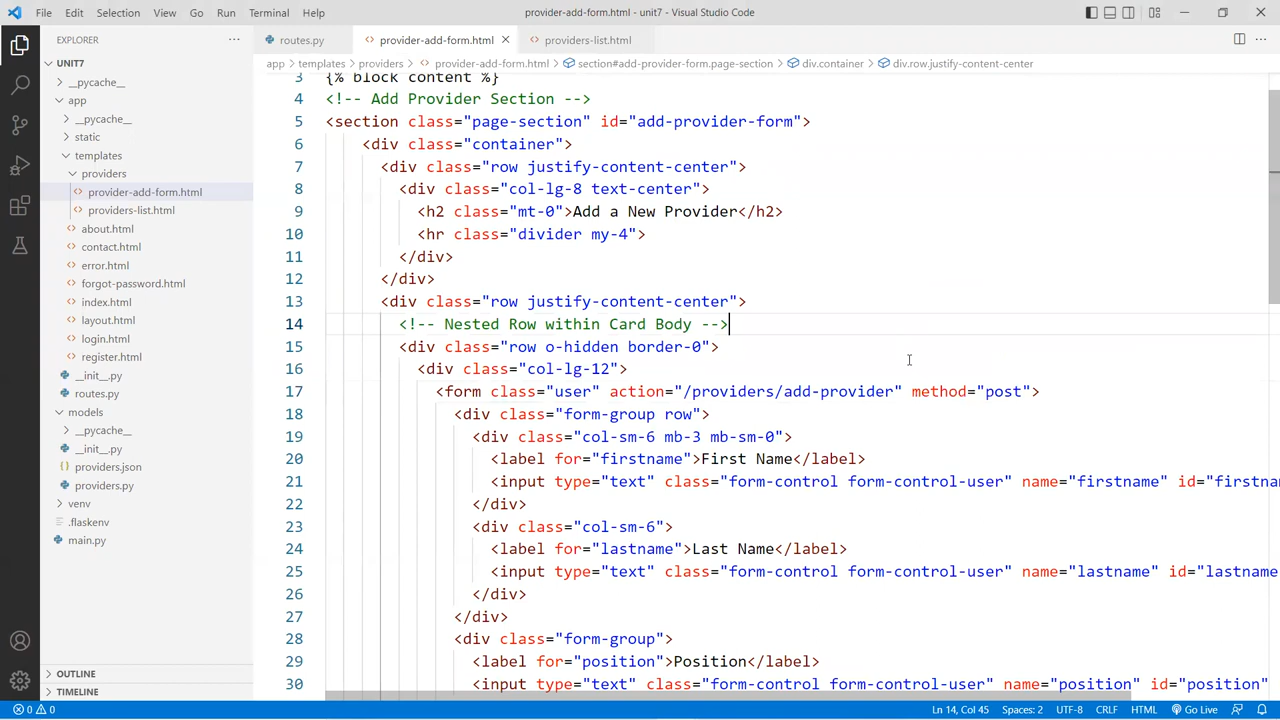 File Edit Selection View Go Run Terminal Help provider-add-form.html - unit7 - Visual Studio Code
EXPLORER
UNIT7
__pycache__
app
__pycache__
static
templates
providers
provider-add-form.html
providers-list.html
about.html
contact.html
error.html
forgot-password.html
index.html
layout.html
login.html
register.html
__init__.py
routes.py
models
__pycache__
__init__.py
providers.json
providers.py
venv
.flaskenv
main.py
OUTLINE
TIMELINE
routes.py provider-add-form.html providers-list.html
app > templates > providers > provider-add-form.html > section#add-provider-form.page-section > div.container > div.row.justify-content-center
3 {% block content %}
4 <!-- Add Provider Section -->
5 <section class="page-section" id="add-provider-form">
6 <div class="container">
7 <div class="row justify-content-center">
8 <div class="col-lg-8 text-center">
9 <h2 class="mt-0">Add a New Provider</h2>
10 <hr class="divider my-4">
11 </div>
12 </div>
13 <div class="row justify-content-center">
14 <!-- Nested Row within Card Body -->
15 <div class="row o-hidden border-0">
16 <div class="col-lg-12">
17 <form class="user" action="/providers/add-provider" method="post">
18 <div class="form-group row">
19 <div class="col-sm-6 mb-3 mb-sm-0">
20 <label for="firstname">First Name</label>
21 <input type="text" class="form-control form-control-user" name="firstname" id="firstna
22 </div>
23 <div class="col-sm-6">
24 <label for="lastname">Last Name</label>
25 <input type="text" class="form-control form-control-user" name="lastname" id="lastname
26 </div>
27 </div>
28 <div class="form-group">
29 <label for="position">Position</label>
30 <input type="text" class="form-control form-control-user" name="position" id="position"
0 0 Ln 14, Col 45 Spaces: 2 UTF-8 CRLF HTML Go Live